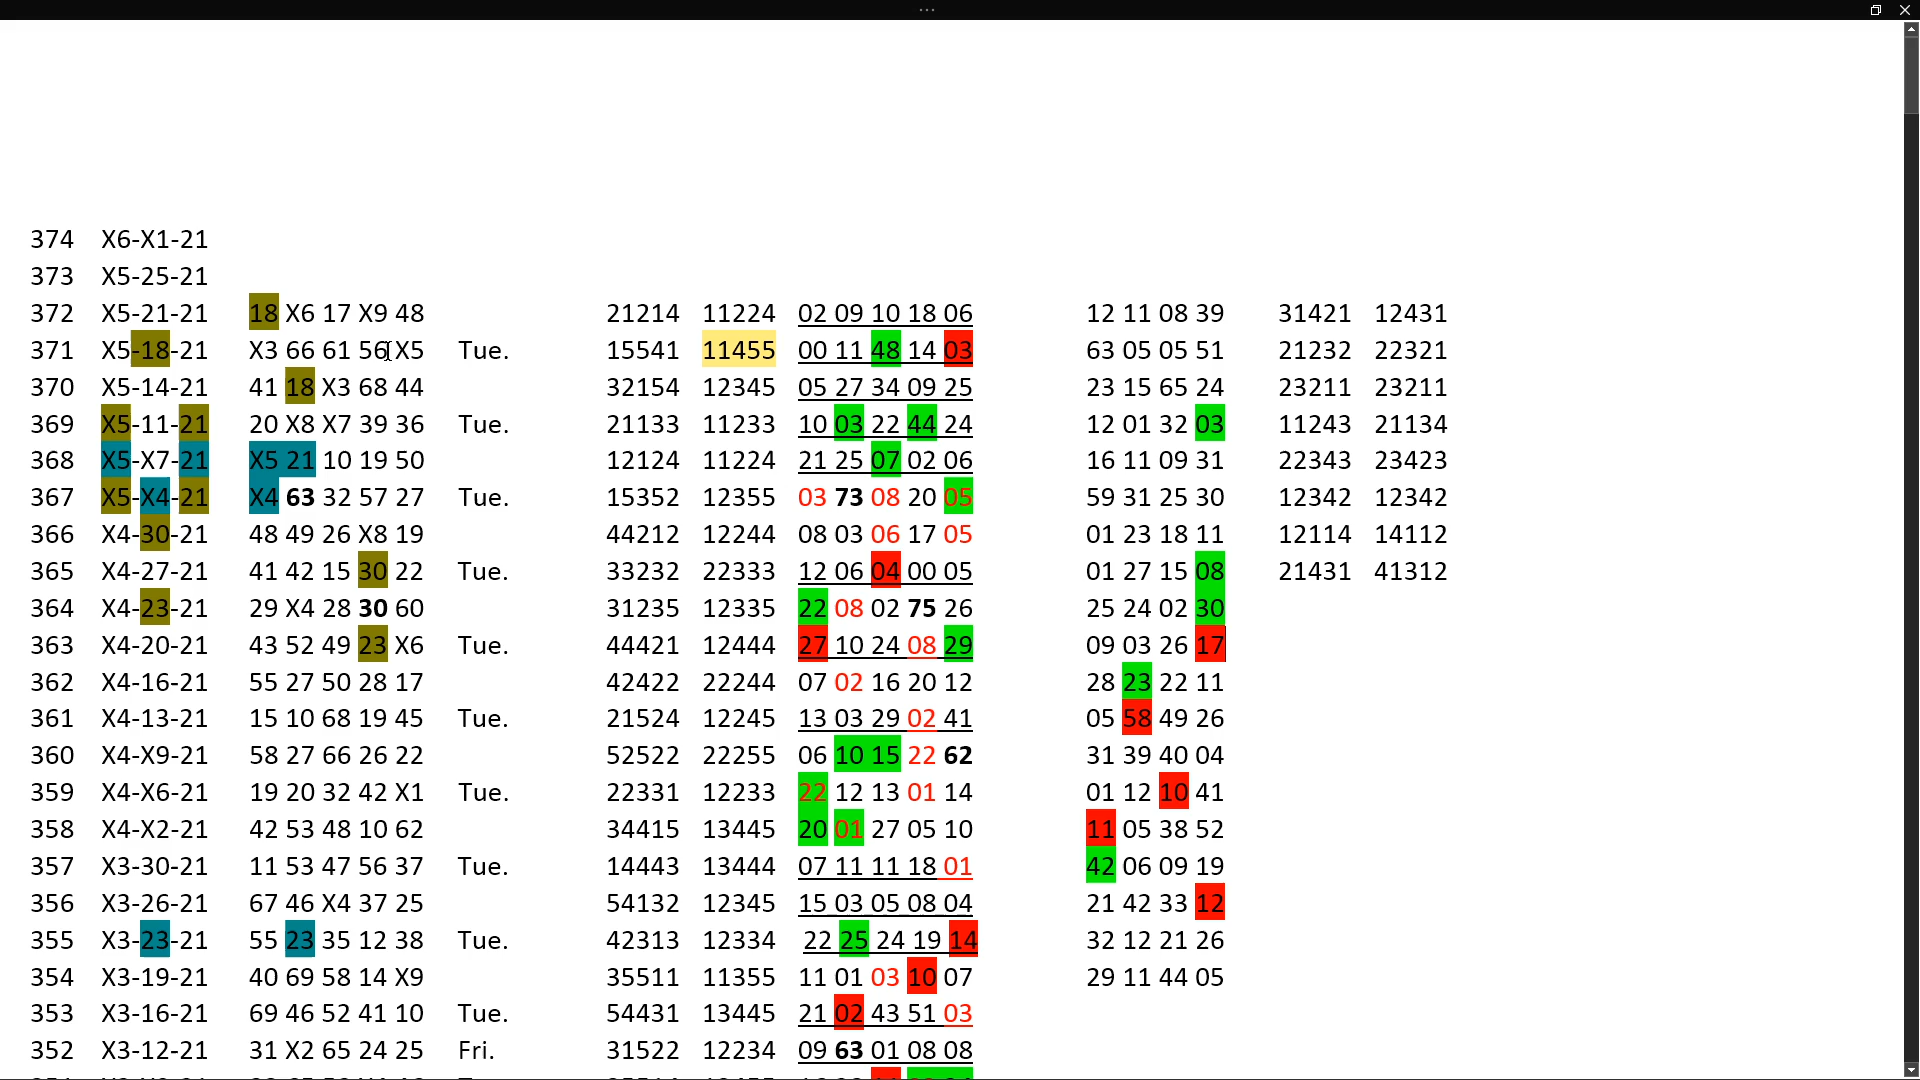 374 X6-X1-21
373 X5-25-21
372 X5-21-21 18 X6 17 X9 48 21214 11224 02 09 10 18 06 12 11 08 39 31421 12431
371 X5-18-21 X3 66 61 56 X5 Tue. 15541 11455 00 11 48 14 03 63 05 05 51 21232 22321
370 X5-14-21 41 18 X3 68 44 32154 12345 05 27 34 09 25 23 15 65 24 23211 23211
369 X5-11-21 20 X8 X7 39 36 Tue. 21133 11233 10 03 22 44 24 12 01 32 03 11243 21134
368 X5-X7-21 X5 21 10 19 50 12124 11224 21 25 07 02 06 16 11 09 31 22343 23423
367 X5-X4-21 X4 63 32 57 27 Tue. 15352 12355 03 73 08 20 05 59 31 25 30 12342 12342
366 X4-30-21 48 49 26 X8 19 44212 12244 08 03 06 17 05 01 23 18 11 12114 14112
365 X4-27-21 41 42 15 30 22 Tue. 33232 22333 12 06 04 00 05 01 27 15 08 21431 41312
364 X4-23-21 29 X4 28 30 60 31235 12335 22 08 02 75 26 25 24 02 30
363 X4-20-21 43 52 49 23 X6 Tue. 44421 12444 27 10 24 08 29 09 03 26 17
362 X4-16-21 55 27 50 28 17 42422 22244 07 02 16 20 12 28 23 22 11
361 X4-13-21 15 10 68 19 45 Tue. 21524 12245 13 03 29 02 41 05 58 49 26
360 X4-X9-21 58 27 66 26 22 52522 22255 06 10 15 22 62 31 39 40 04
359 X4-X6-21 19 20 32 42 X1 Tue. 22331 12233 22 12 13 01 14 01 12 10 41
358 X4-X2-21 42 53 48 10 62 34415 13445 20 01 27 05 10 11 05 38 52
357 X3-30-21 11 53 47 56 37 Tue. 14443 13444 07 11 11 18 01 42 06 09 19
356 X3-26-21 67 46 X4 37 25 54132 12345 15 03 05 08 04 21 42 33 12
355 X3-23-21 55 23 35 12 38 Tue. 42313 12334 22 25 24 19 14 32 12 21 26
354 X3-19-21 40 69 58 14 X9 35511 11355 11 01 03 10 07 29 11 44 05
353 X3-16-21 69 46 52 41 10 Tue. 54431 13445 21 02 43 51 03
352 X3-12-21 31 X2 65 24 25 Fri. 31522 12234 09 63 01 08 08